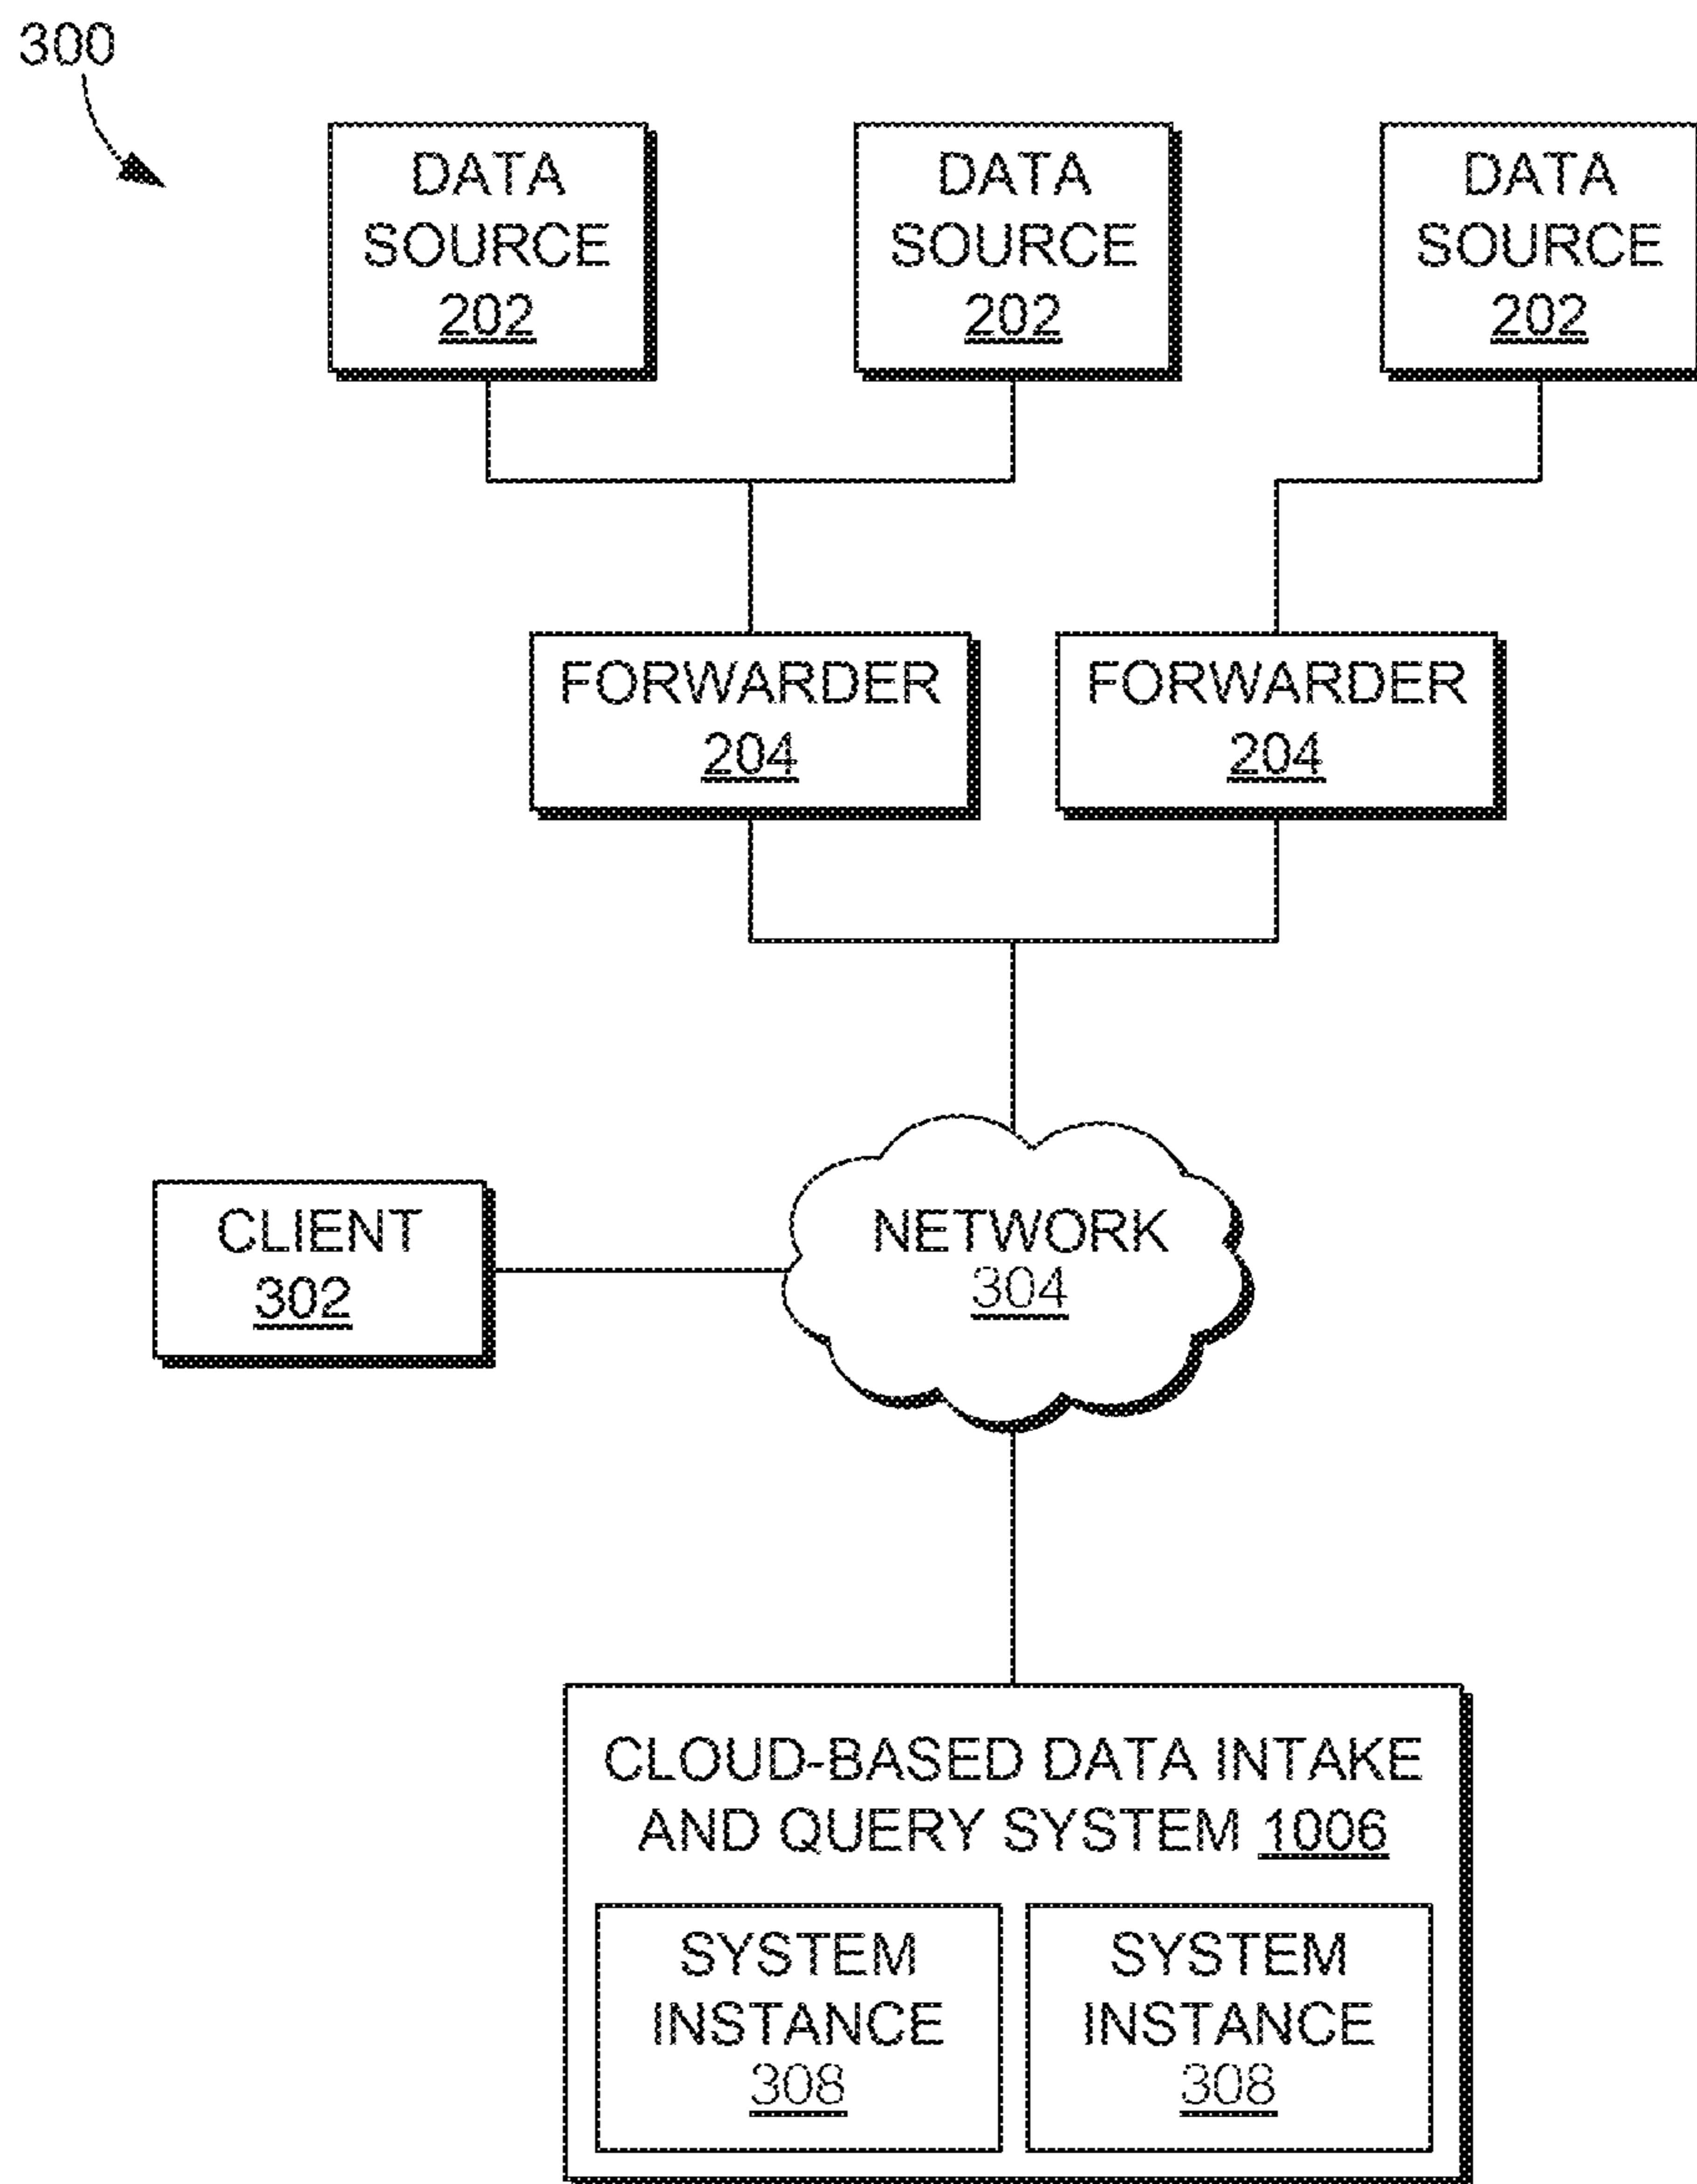 300
DATA
SOURCE
202
DATA
SOURCE
202
DATA
SOURCE
202
FORWARDER
204
FORWARDER
204
CLIENT
302
NETWORK
304
CLOUD-BASED DATA INTAKE
AND QUERY SYSTEM 1006
SYSTEM
INSTANCE
308
SYSTEM
INSTANCE
308